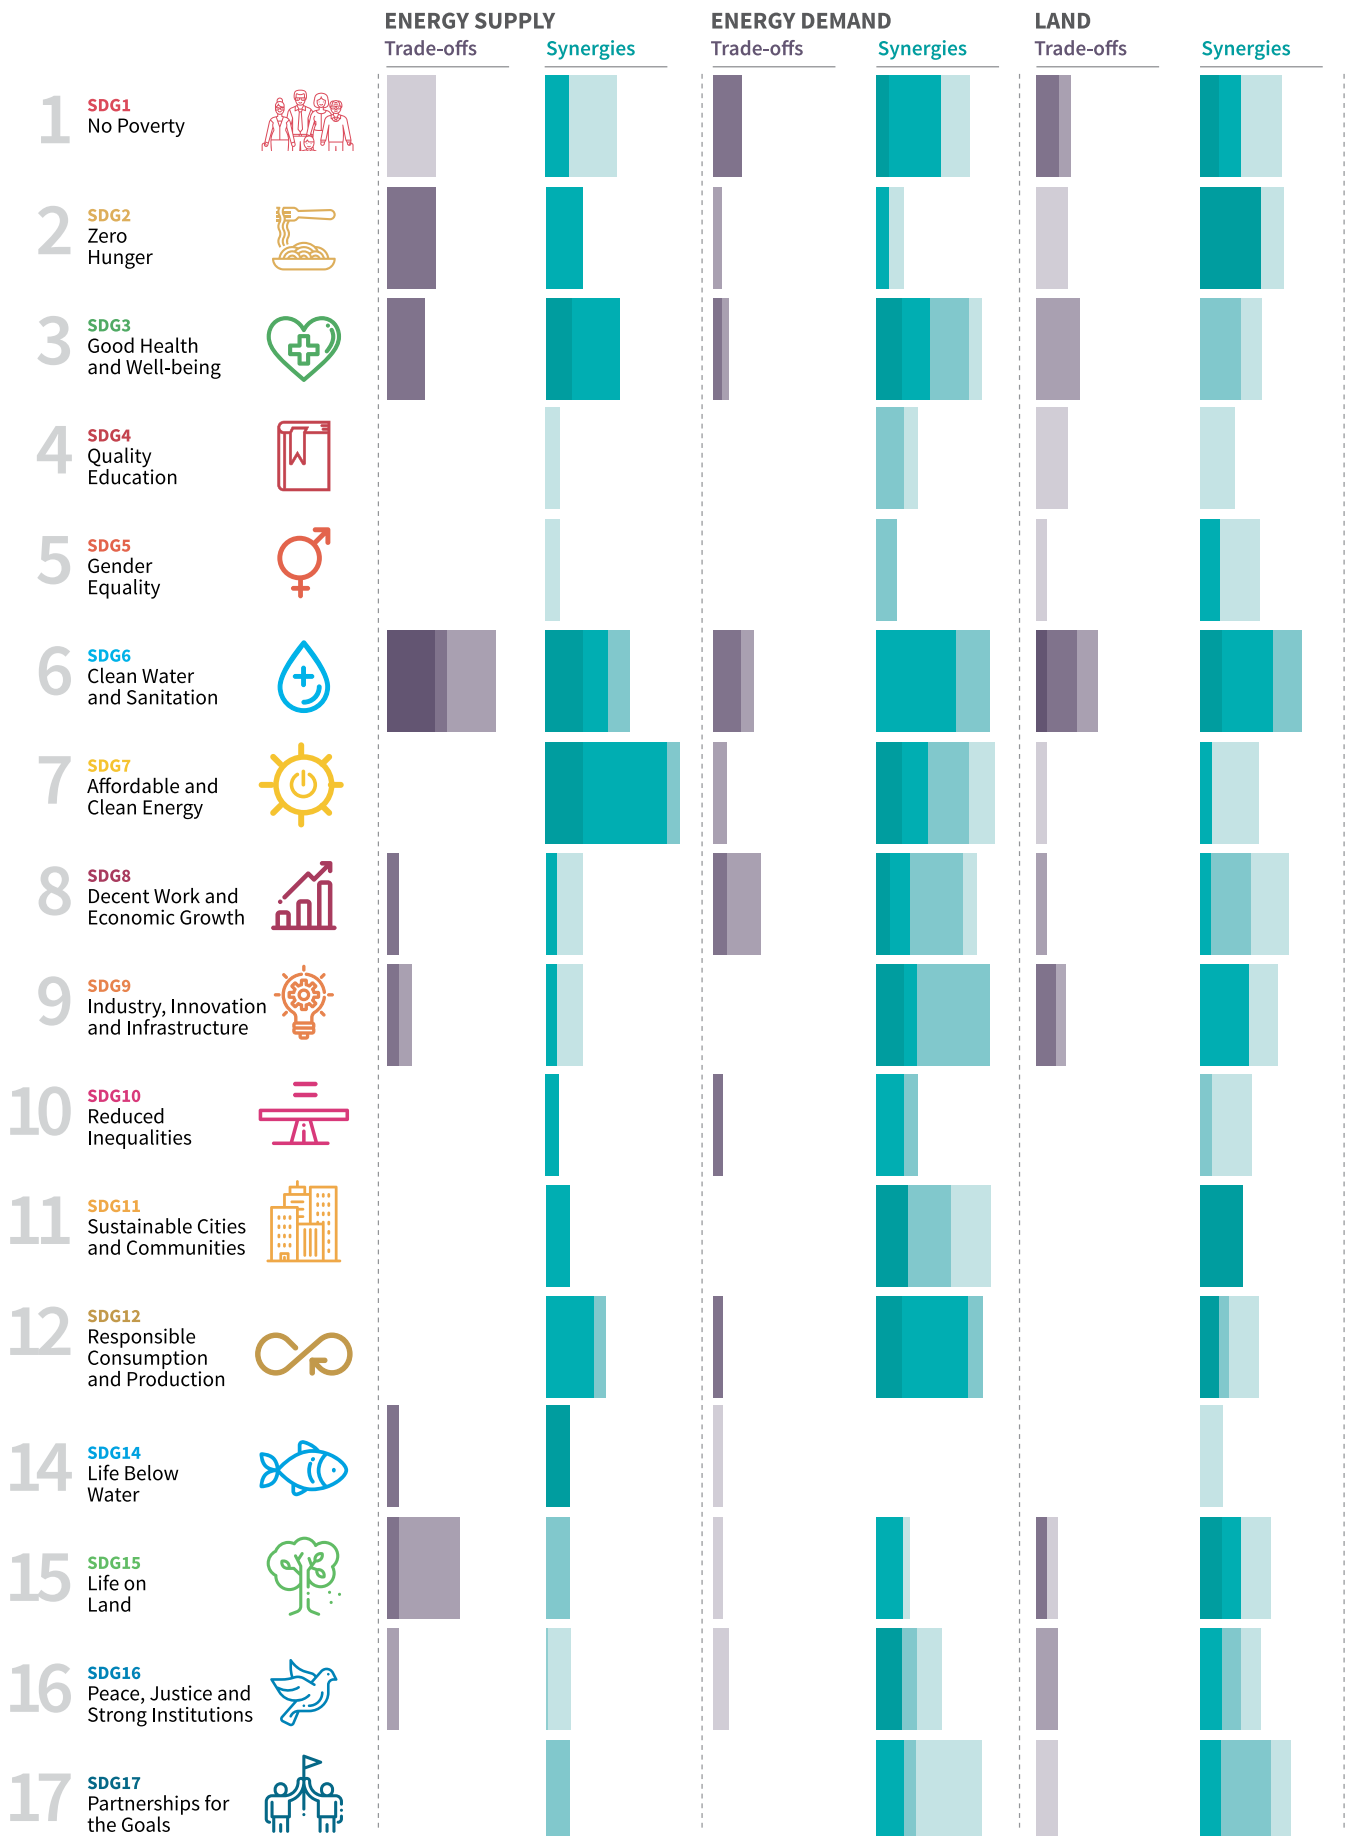 ENERGY SUPPLY
ENERGY DEMAND
LAND
Trade-offs
Synergies
Trade-offs
Synergies
Trade-offs
Synergies
1
SDG1
No Poverty
2
SDG2
Zero
Hunger
3
SDG3
Good Health
and Well-being
4
SDG4
Quality
Education
5
SDG5
Gender
Equality
6
SDG6
Clean Water
and Sanitation
7
SDG7
Affordable and
Clean Energy
8
SDG8
Decent Work and
Economic Growth
9
SDG9
Industry, Innovation
and Infrastructure
10
SDG10
Reduced
Inequalities
11
SDG11
Sustainable Cities
and Communities
12
SDG12
Responsible
Consumption
and Production
14
SDG14
Life Below
Water
15
SDG15
Life on
Land
16
SDG16
Peace, Justice and
Strong Institutions
17
SDG17
Partnerships for
the Goals